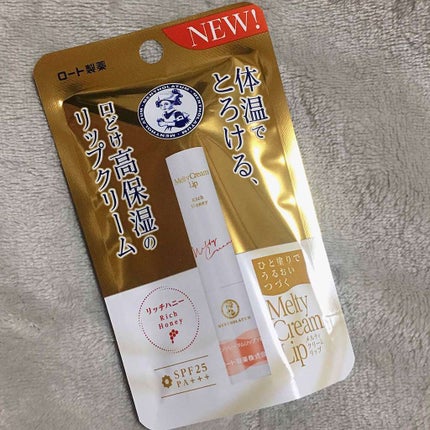 NEW!
ロート製薬
MENTHOLATUM
体温で
とろける、
口どけ高保湿の
リップクリーム
MeltyCream
Lip
Rich
Honey
Melty
Cream
MENTHOLATUM
リッチハニー
Rich
Honey
SPF25
PA+++
ひと塗りで
うるおい
つづく
Melty
Cream
Lip
メルティ
クリーム
リップ